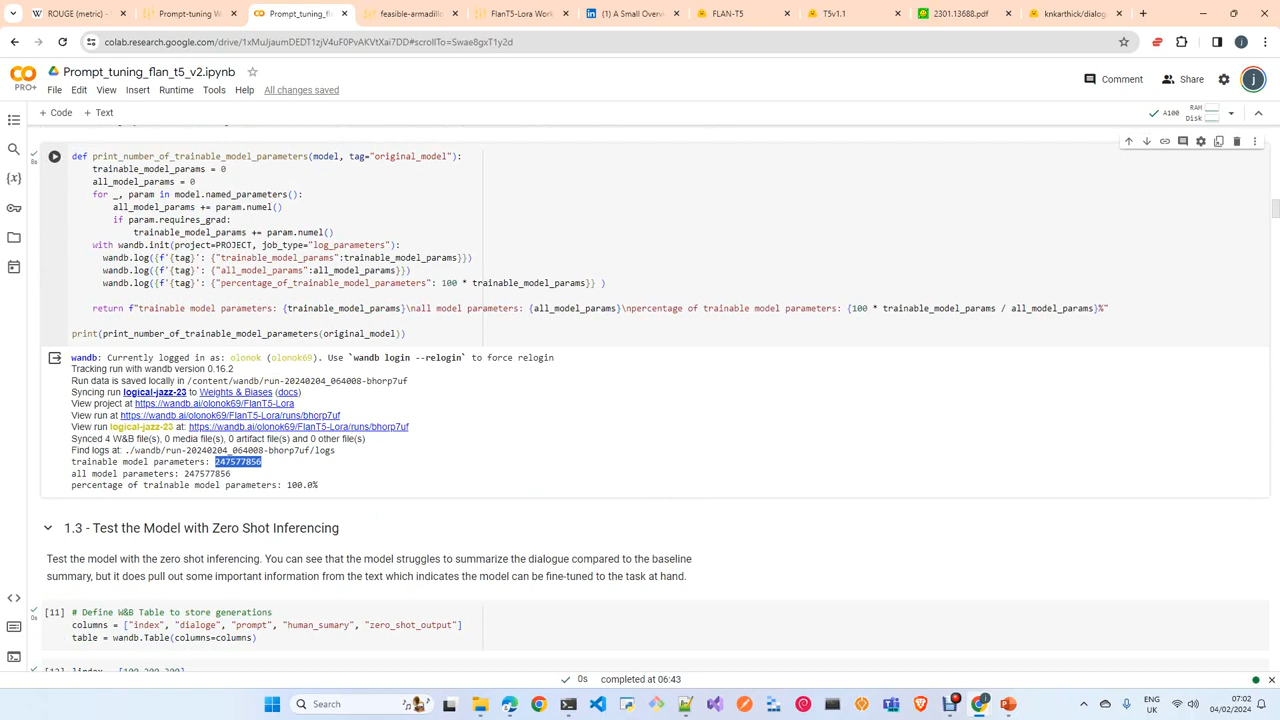 ROUGE (metric) -
Prompt-tuning W
Prompt_tuning_fl
feasible-armadillo
FlanT5-Lora Work
(1) A Small Overv
FLAN-T5
T5v1.1
2301.13688.pdf
knkarthick/dialog
colab.research.google.com/drive/1xMuJjaumDEDT1zjV4uF0PvAKVtXai7DD#scrollTo=Swae8gxT1y2d
PRO+
Prompt_tuning_flan_t5_v2.ipynb
File Edit View Insert Runtime Tools Help All changes saved
Comment
Share
j
+ Code + Text
A100
RAM
Disk
8s
def print_number_of_trainable_model_parameters(model, tag="original_model"):
trainable_model_params = 0
all_model_params = 0
for _, param in model.named_parameters():
all_model_params += param.numel()
if param.requires_grad:
trainable_model_params += param.numel()
with wandb.init(project=PROJECT, job_type="log_parameters"):
wandb.log({f'{tag}': {"trainable_model_params":trainable_model_params}})
wandb.log({f'{tag}': {"all_model_params":all_model_params}})
wandb.log({f'{tag}': {"percentage_of_trainable_model_parameters": 100 * trainable_model_params}} )
return f"trainable model parameters: {trainable_model_params}\nall model parameters: {all_model_params}\npercentage of trainable model parameters: {100 * trainable_model_params / all_model_params}%"
print(print_number_of_trainable_model_parameters(original_model))
wandb: Currently logged in as: olonok (olonok69). Use `wandb login --relogin` to force relogin
Tracking run with wandb version 0.16.2
Run data is saved locally in /content/wandb/run-20240204_064008-bhorp7uf
Syncing run logical-jazz-23 to Weights & Biases (docs)
View project at https://wandb.ai/olonok69/FlanT5-Lora
View run at https://wandb.ai/olonok69/FlanT5-Lora/runs/bhorp7uf
View run logical-jazz-23 at: https://wandb.ai/olonok69/FlanT5-Lora/runs/bhorp7uf
Synced 4 W&B file(s), 0 media file(s), 0 artifact file(s) and 0 other file(s)
Find logs at: ./wandb/run-20240204_064008-bhorp7uf/logs
trainable model parameters: 247577856
all model parameters: 247577856
percentage of trainable model parameters: 100.0%
1.3 - Test the Model with Zero Shot Inferencing
Test the model with the zero shot inferencing. You can see that the model struggles to summarize the dialogue compared to the baseline
summary, but it does pull out some important information from the text which indicates the model can be fine-tuned to the task at hand.
0s
[11] # Define W&B Table to store generations
columns = ["index", "dialoge", "prompt", "human_sumary", "zero_shot_output"]
table = wandb.Table(columns=columns)
0s completed at 06:43
Search
ENG
UK
07:02
04/02/2024